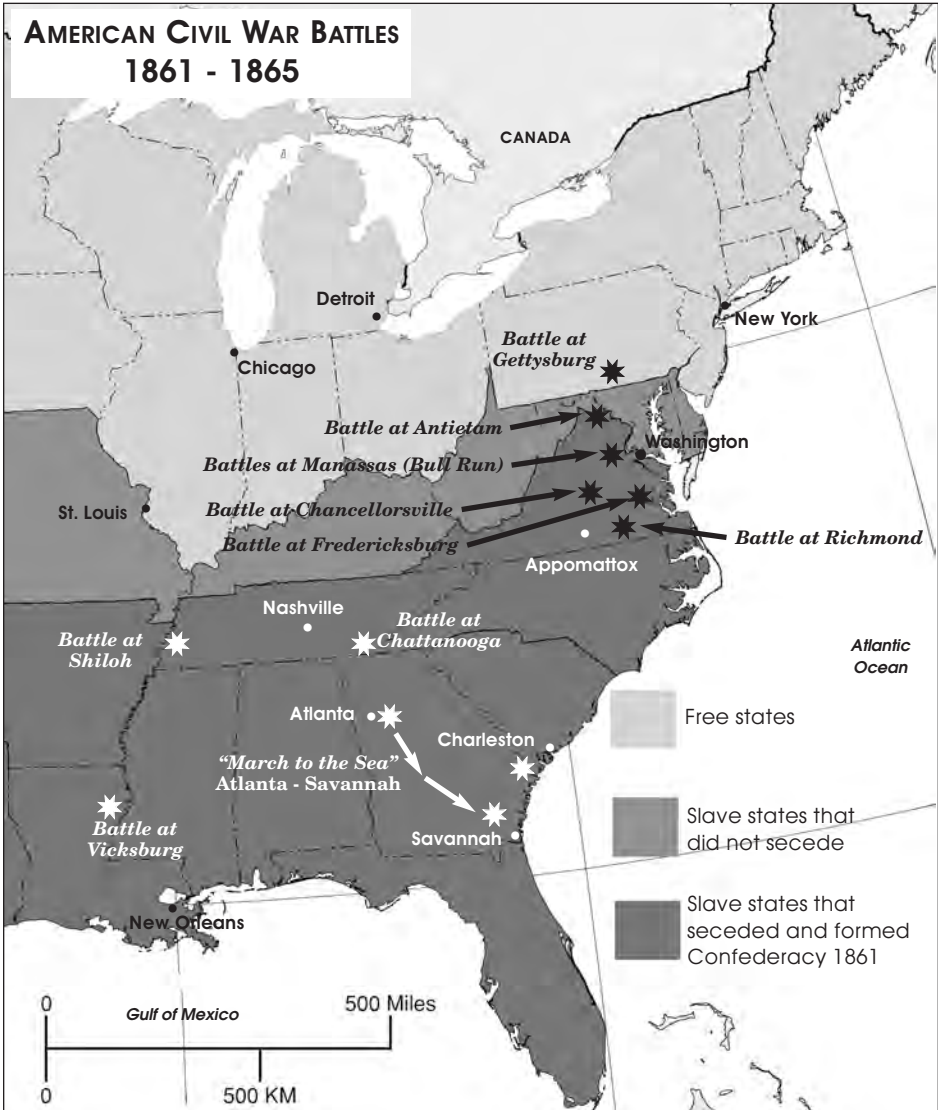 AMERICAN CIVIL WAR BATTLES
1861 - 1865
CANADA
Detroit
New York
Chicago
Battle at
Gettysburg
Battle at Antietam
Washington
Battles at Manassas (Bull Run)
St. Louis
Battle at Chancellorsville
Battle at Fredericksburg
Battle at Richmond
Appomattox
Nashville
Battle at
Shiloh
Battle at
Chattanooga
Atlantic
Ocean
Atlanta
Charleston
"March to the Sea"
Atlanta - Savannah
Battle at
Vicksburg
Savannah
New Orleans
Free states
Slave states that
did not secede
Slave states that
seceded and formed
Confederacy 1861
Gulf of Mexico
0
500 Miles
0
500 KM